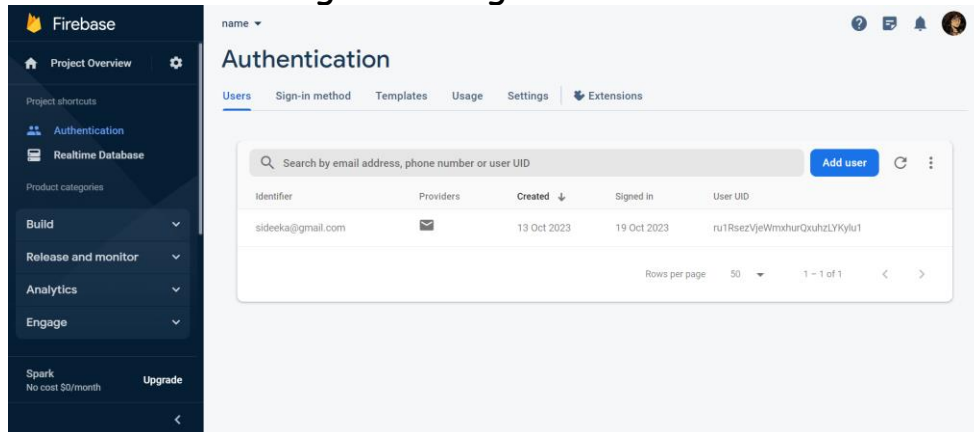 Firebase
name
Project Overview
Authentication
Users Sign-in method Templates Usage Settings Extensions
Project shortcuts
Authentication
Realtime Database
Product categories
Build
Release and monitor
Analytics
Engage
Spark
No cost $0/month
Upgrade
Search by email address, phone number or user UID
Add user
Identifier Providers Created Signed in User UID
sideeka@gmail.com 13 Oct 2023 19 Oct 2023 ru1RsezVjeWmxhurQxuhzLYKylu1
Rows per page 50 1 – 1 of 1